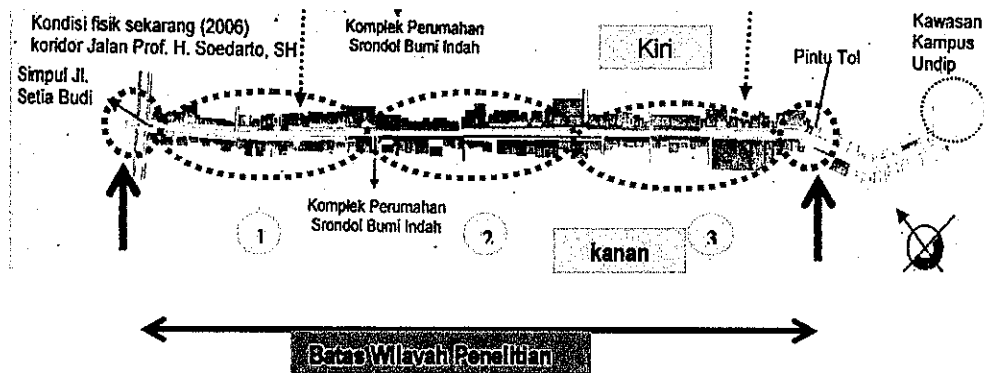 Kondisi fisik sekarang (2006)
koridor Jalan Prof. H. Soedarto, SH
Simpul Jl.
Setia Budi
Komplek Perumahan
Srondol Bumi Indah
Kiri
Pintu Tol
Kawasan
Kampus
Undip
Komplek Perumahan
Srondol Bumi Indah
1
2
3
kanan
Batas Wilayah Penelitian